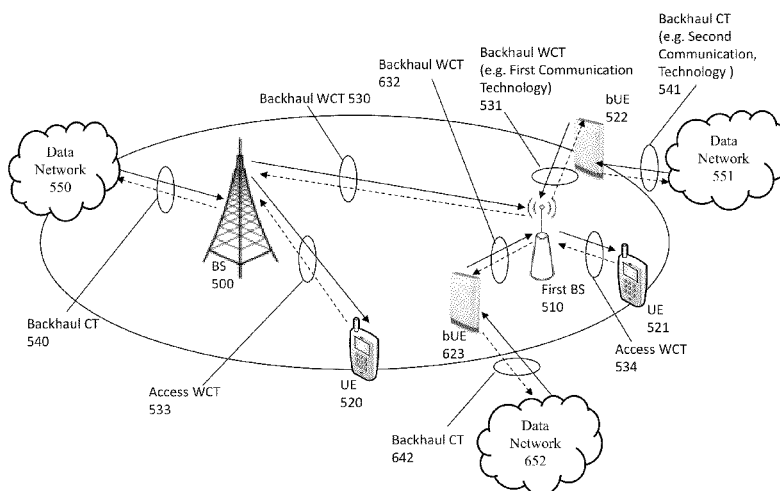 Backhaul WCT 530
Backhaul WCT
632
Backhaul WCT
(e.g. First Communication
Technology)
531
Backhaul CT
(e.g. Second
Communication,
Technology )
541
bUE
522
Data
Network
550
Data
Network
551
BS
500
First BS
510
UE
521
Access WCT
534
bUE
623
Backhaul CT
540
Access WCT
533
UE
520
Backhaul CT
642
Data
Network
652